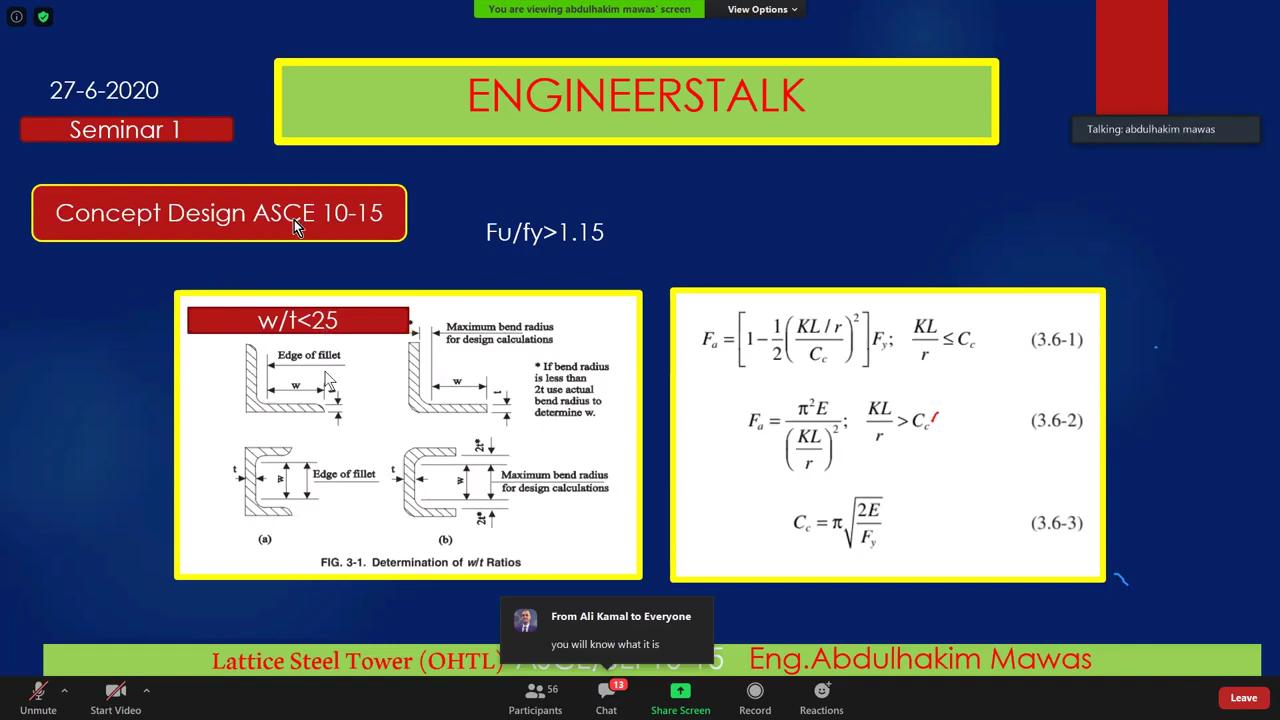 You are viewing abdulhakim mawas' screen
View Options
27-6-2020
Seminar 1
ENGINEERSTALK
Talking: abdulhakim mawas
Concept Design ASCE 10-15
Fu/fy>1.15
w/t<25
Edge of fillet
w
t
Edge of fillet
w
(a)
Maximum bend radius
for design calculations
w
t
* If bend radius
is less than
2t use actual
bend radius to
determine w.
t
w
2t*
2t*
Maximum bend radius
for design calculations
(b)
FIG. 3-1. Determination of w/t Ratios
F_a = [1 − 1/2 ((KL / r)/C_c)^2] F_y; KL/r ≤ C_c (3.6-1)
F_a = π^2 E / (KL/r)^2; KL/r > C_c (3.6-2)
C_c = π √(2E/F_y) (3.6-3)
From Ali Kamal to Everyone
you will know what it is
Lattice Steel Tower (OHTL) Eng.Abdulhakim Mawas
Unmute
Start Video
56
Participants
13
Chat
Share Screen
Record
Reactions
Leave